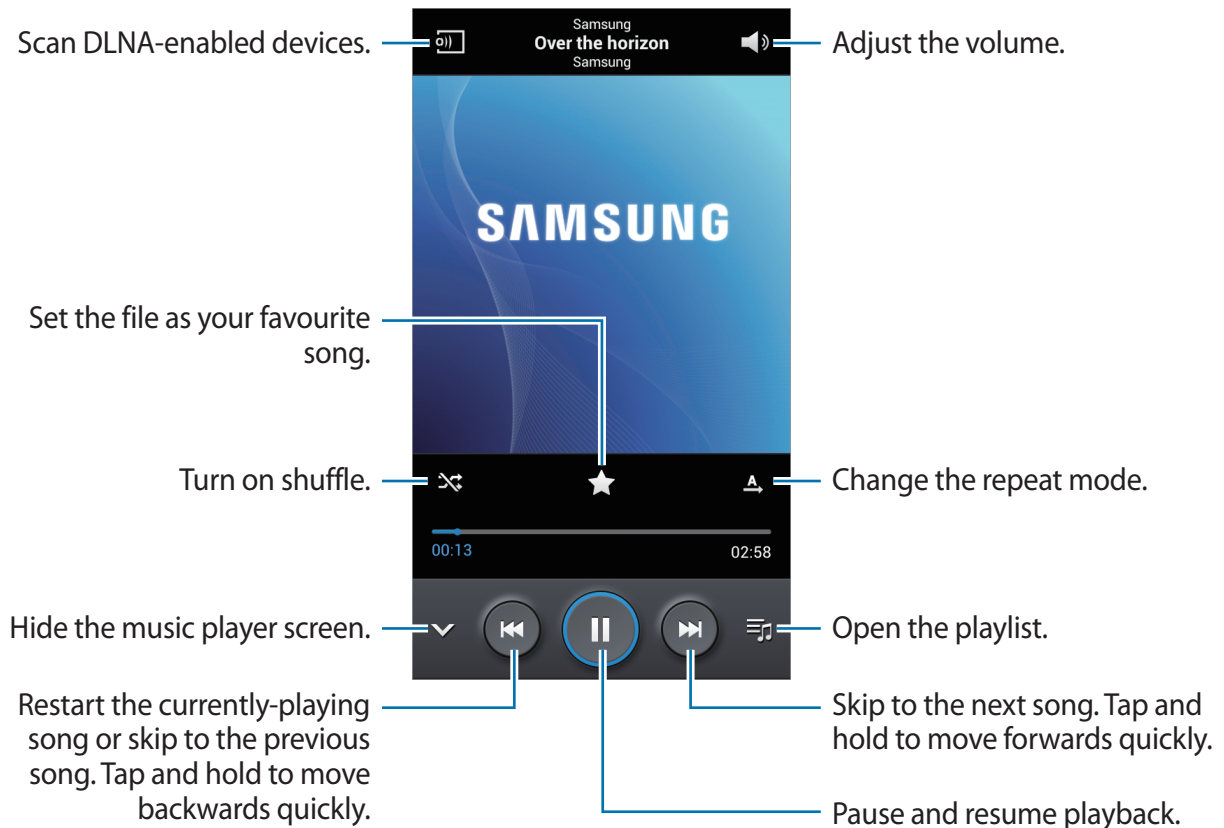 Scan DLNA-enabled devices.
Samsung
Over the horizon
Samsung
Adjust the volume.
SAMSUNG
Set the file as your favourite
song.
Turn on shuffle.
A
Change the repeat mode.
00:13
02:58
Hide the music player screen.
Open the playlist.
Restart the currently-playing
song or skip to the previous
song. Tap and hold to move
backwards quickly.
Skip to the next song. Tap and
hold to move forwards quickly.
Pause and resume playback.